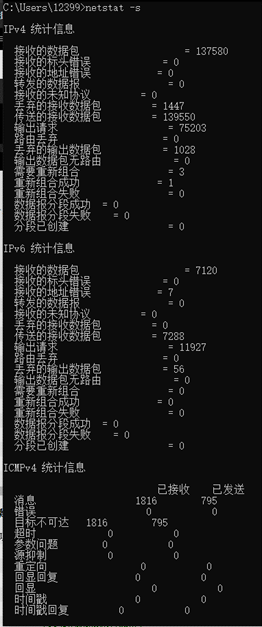 C:\Users\12399>netstat -s
IPv4 统计信息
接收的数据包 = 137580
接收的标头错误 = 0
接收的地址错误 = 0
转发的数据报 = 0
接收的未知协议 = 0
丢弃的接收数据包 = 1447
传送的接收数据包 = 139550
输出请求 = 75203
路由丢弃 = 0
丢弃的输出数据包 = 1028
输出数据包无路由 = 0
需要重新组合 = 3
重新组合成功 = 1
重新组合失败 = 0
数据报分段成功 = 0
数据报分段失败 = 0
分段已创建 = 0
IPv6 统计信息
接收的数据包 = 7120
接收的标头错误 = 0
接收的地址错误 = 7
转发的数据报 = 0
接收的未知协议 = 0
丢弃的接收数据包 = 0
传送的接收数据包 = 7288
输出请求 = 11927
路由丢弃 = 0
丢弃的输出数据包 = 56
输出数据包无路由 = 0
需要重新组合 = 0
重新组合成功 = 0
重新组合失败 = 0
数据报分段成功 = 0
数据报分段失败 = 0
分段已创建 = 0
ICMPv4 统计信息
已接收 已发送
消息 1816 795
错误 0 0
目标不可达 1816 795
超时 0 0
参数问题 0 0
源抑制 0 0
重定向 0 0
回显回复 0 0
回显 0 0
时间戳 0 0
时间戳回复 0 0